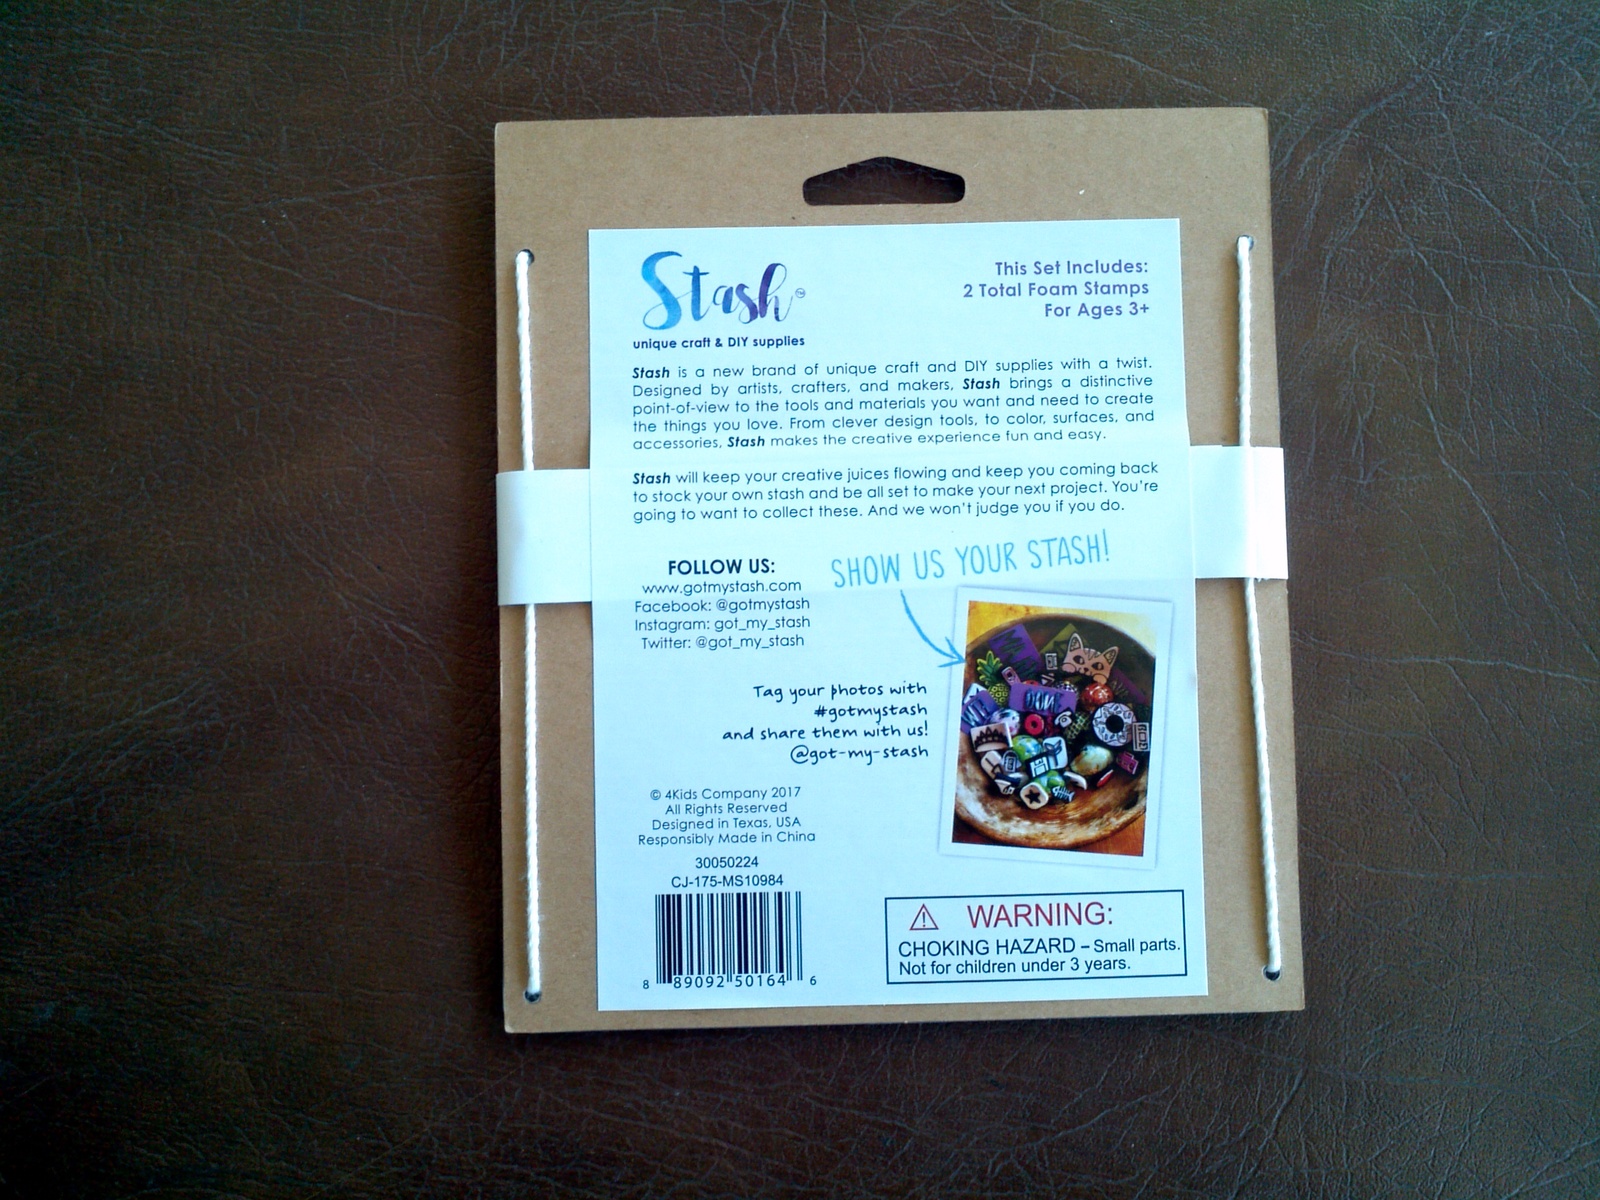 Stash™
unique craft & DIY supplies
This Set Includes:
2 Total Foam Stamps
For Ages 3+
Stash is a new brand of unique craft and DIY supplies with a twist.
Designed by artists, crafters, and makers, Stash brings a distinctive
point-of-view to the tools and materials you want and need to create
the things you love. From clever design tools, to color, surfaces, and
accessories, Stash makes the creative experience fun and easy.
Stash will keep your creative juices flowing and keep you coming back
to stock your own stash and be all set to make your next project. You're
going to want to collect these. And we won't judge you if you do.
FOLLOW US:
www.gotmystash.com
Facebook: @gotmystash
Instagram: got_my_stash
Twitter: @got_my_stash
SHOW US YOUR STASH!
Tag your photos with
#gotmystash
and share them with us!
@got-my-stash
© 4Kids Company 2017
All Rights Reserved
Designed in Texas, USA
Responsibly Made in China
30050224
CJ-175-MS10984
8 89092 50164 6
WARNING:
CHOKING HAZARD – Small parts.
Not for children under 3 years.